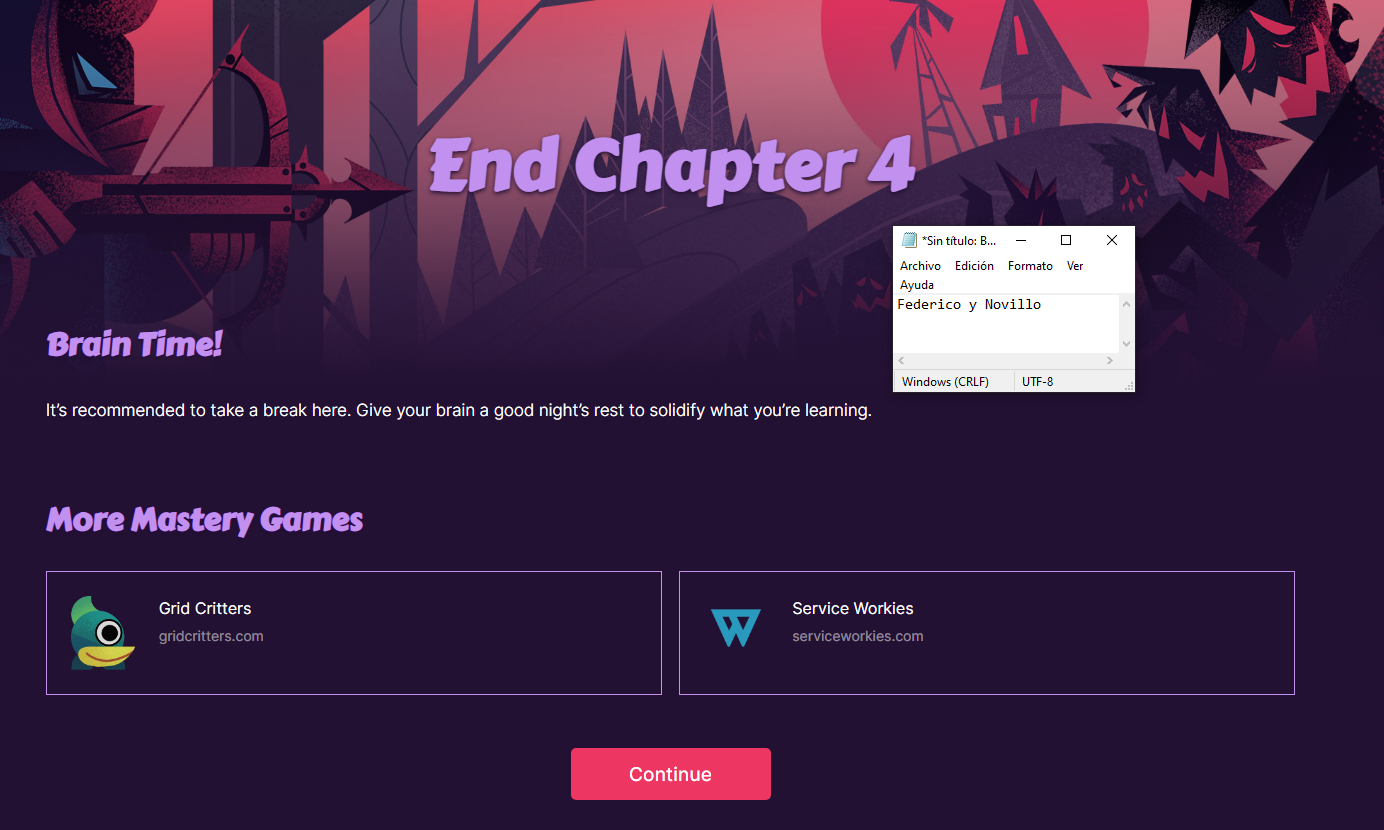 End Chapter 4
*Sin título: B...
Archivo Edición Formato Ver
Ayuda
Federico y Novillo
Windows (CRLF) UTF-8
Brain Time!
It’s recommended to take a break here. Give your brain a good night’s rest to solidify what you’re learning.
More Mastery Games
Grid Critters
gridcritters.com
Service Workies
serviceworkies.com
Continue